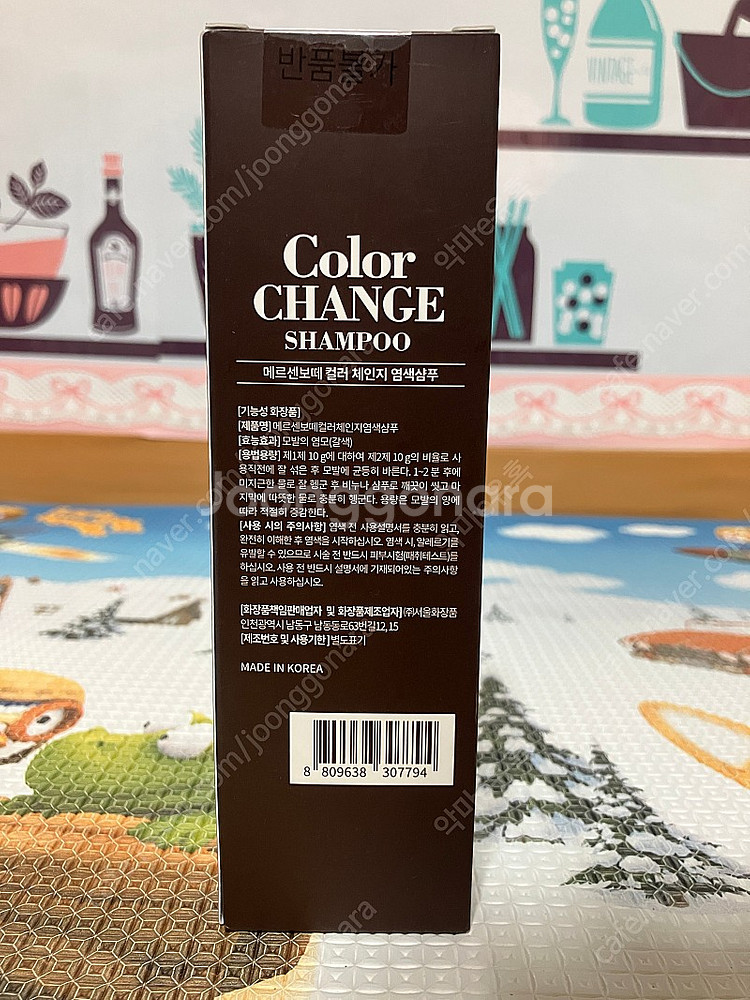 반품불가
VINTAGE
Color
CHANGE
SHAMPOO
메르센보떼 컬러 체인지 염색샴푸
[기능성 화장품]
[제품명] 메르센보떼컬러체인지염색샴푸
[효능효과] 모발의 염모(갈색)
[용법용량] 제1제 10 g에 대하여 제2제 10 g의 비율로 사
용직전에 잘 섞은 후 모발에 균등히 바른다. 1~2 분 후에
미지근한 물로 잘 헹군 후 비누나 샴푸로 깨끗이 씻고 마
지막에 따뜻한 물로 충분히 헹군다. 용량은 모발의 양에
따라 적절히 증감한다.
[사용 시의 주의사항] 염색 전 사용설명서를 충분히 읽고,
완전히 이해한 후 염색을 시작하십시오. 염색 시, 알레르기를
유발할 수 있으므로 시술 전 반드시 피부시험(패취테스트)를
하십시오. 사용 전 반드시 설명서에 기재되어있는 주의사항
을 읽고 사용하십시오.
[화장품책임판매업자 및 화장품제조업자] ㈜서울화장품
인천광역시 남동구 남동동로63번길12, 15
[제조번호 및 사용기한] 별도표기
MADE IN KOREA
8 809638 307794
joonggonara
cafe.naver.com/joonggonara